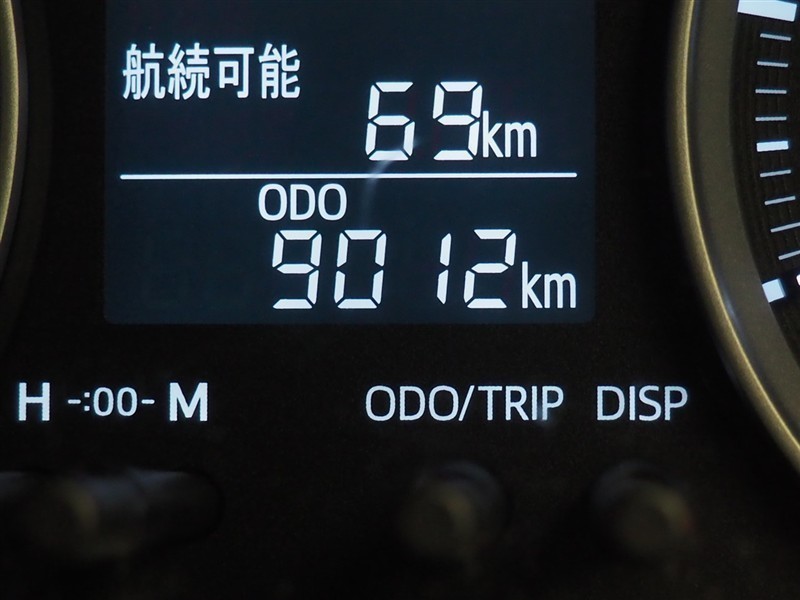 航続可能
69km
ODO
9012km
H -:00- M ODO/TRIP DISP